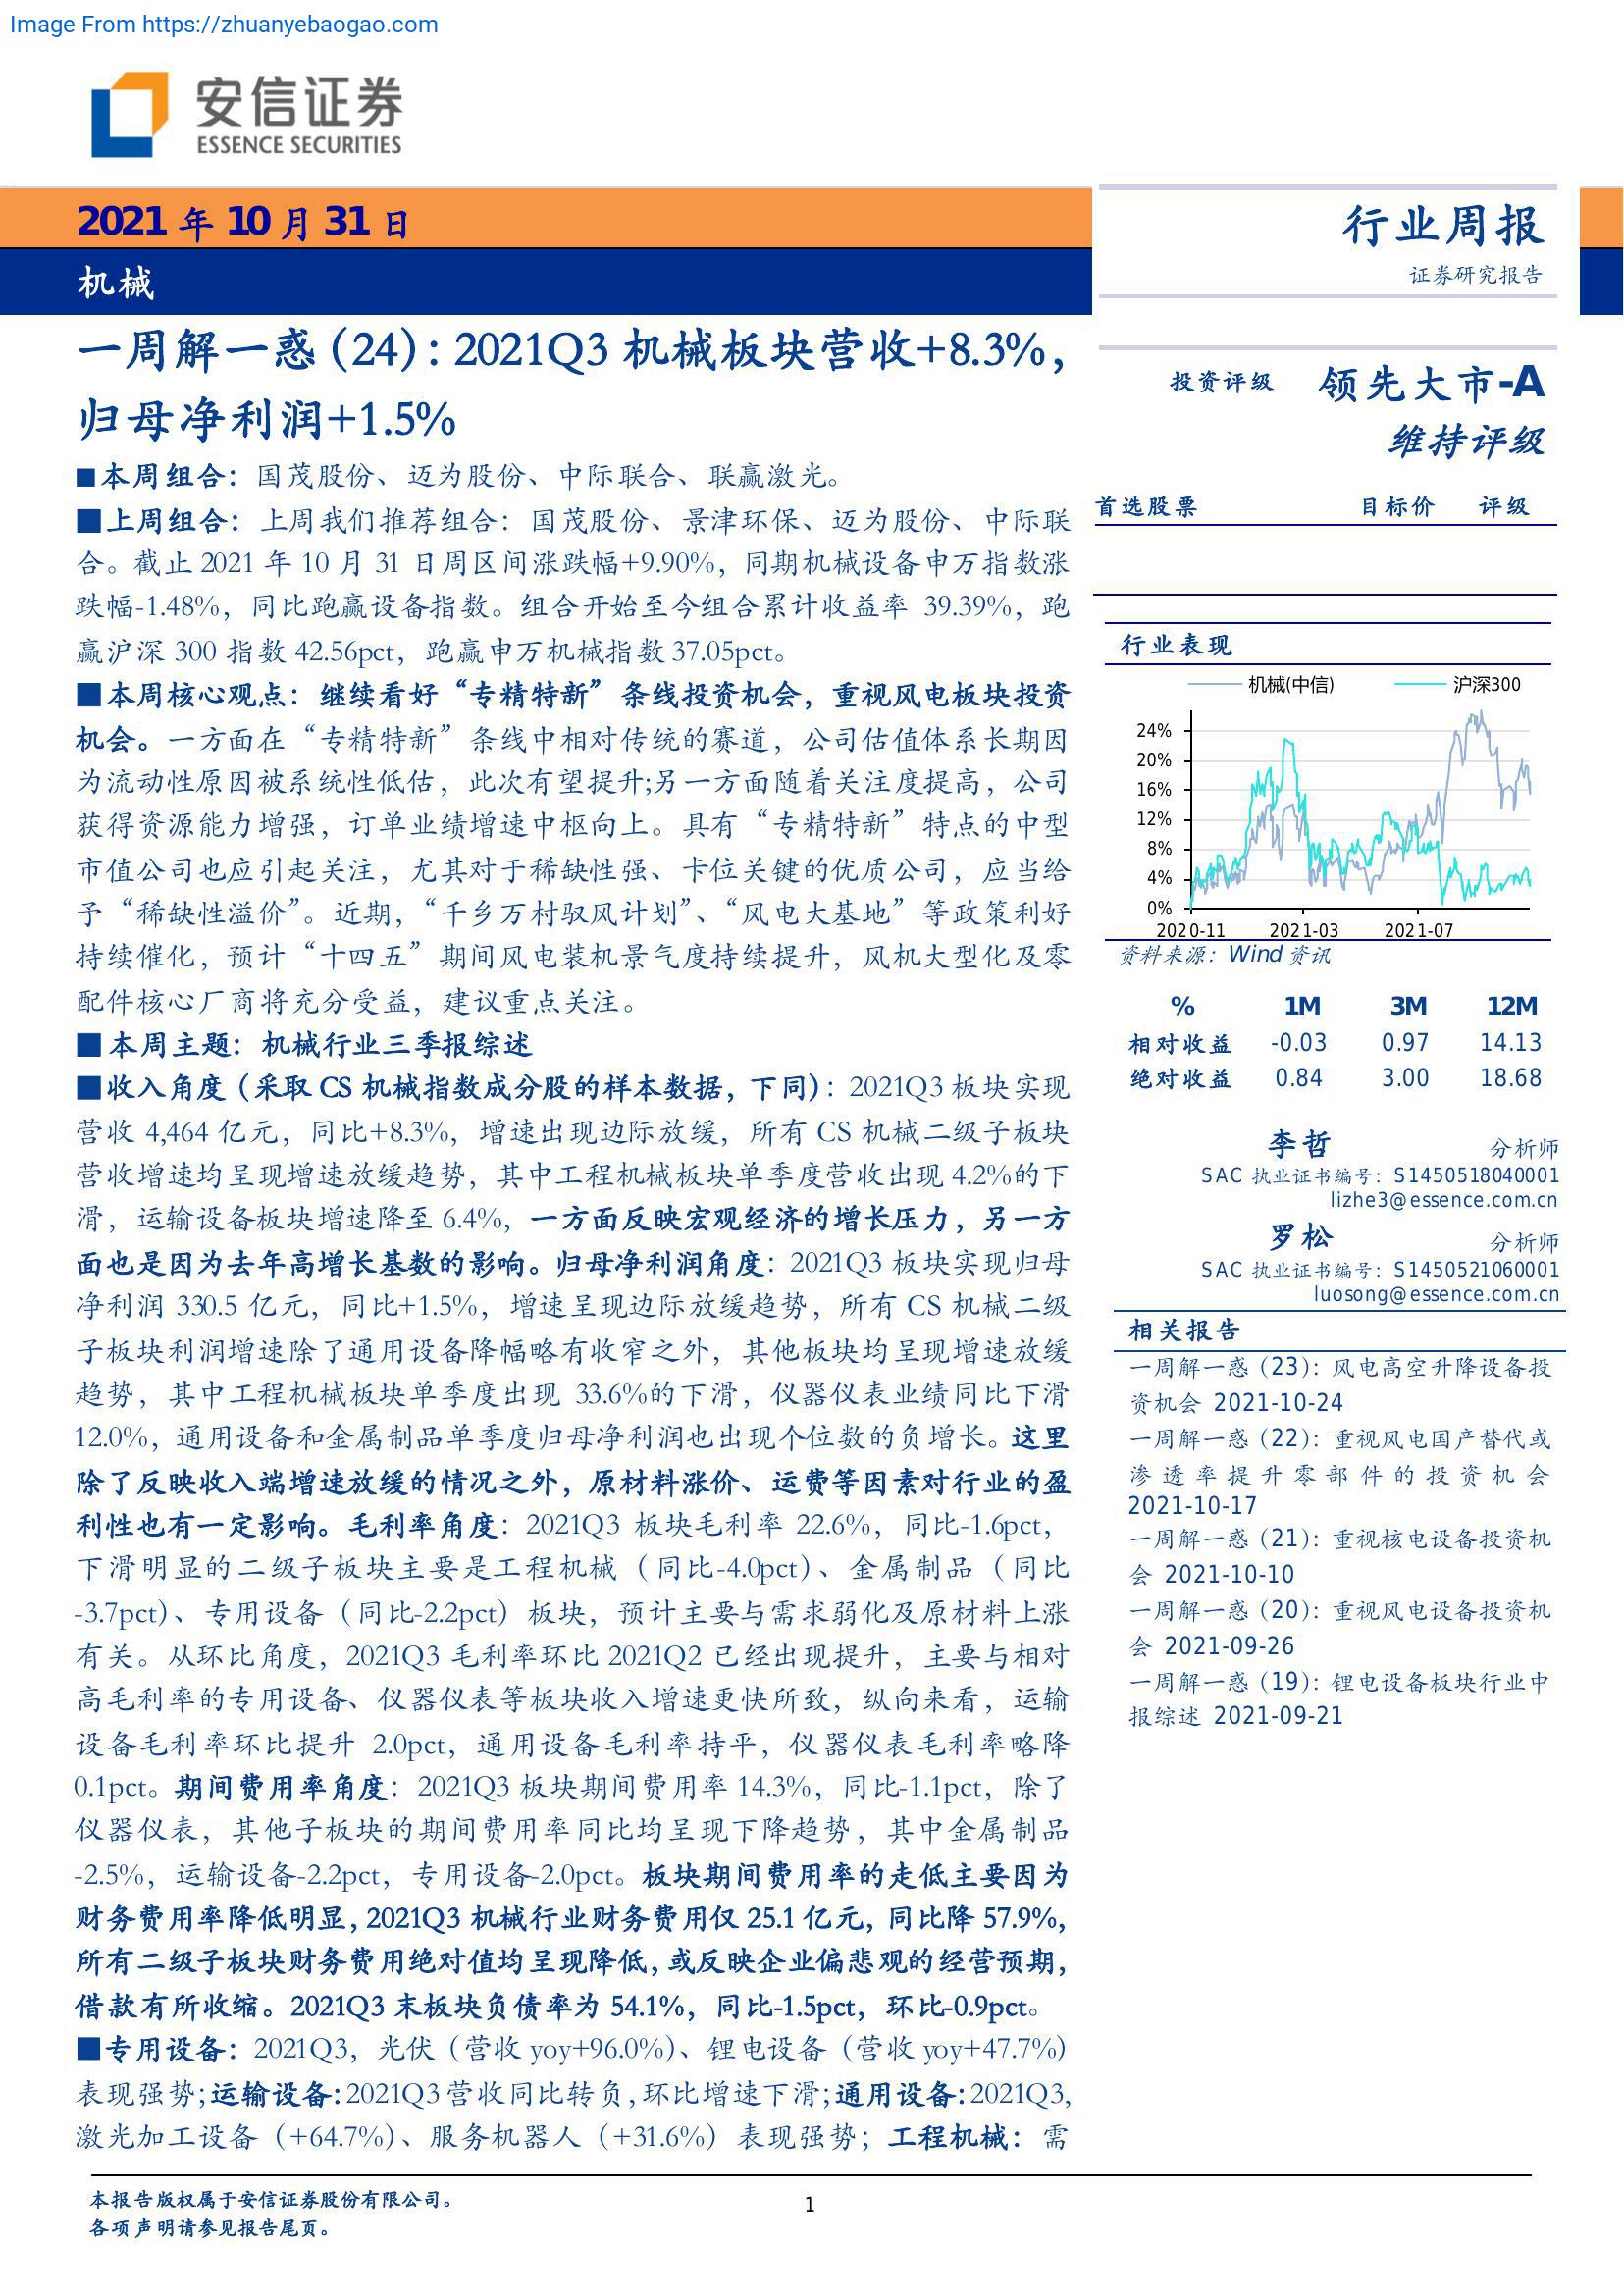 Image From https://zhuanyebaogao.com
安信证券
ESSENCE SECURITIES
2021 年 10 月 31 日
机械
行业周报
证券研究报告
一周解一惑（24）：2021Q3 机械板块营收+8.3%，
归母净利润+1.5%
■本周组合：国茂股份、迈为股份、中际联合、联赢激光。
■上周组合：上周我们推荐组合：国茂股份、景津环保、迈为股份、中际联
合。截止 2021 年 10 月 31 日周区间涨跌幅+9.90%，同期机械设备申万指数涨
跌幅-1.48%，同比跑赢设备指数。组合开始至今组合累计收益率 39.39%，跑
赢沪深 300 指数 42.56pct，跑赢申万机械指数 37.05pct。
■本周核心观点：继续看好“专精特新”条线投资机会，重视风电板块投资
机会。一方面在“专精特新”条线中相对传统的赛道，公司估值体系长期因
为流动性原因被系统性低估，此次有望提升;另一方面随着关注度提高，公司
获得资源能力增强，订单业绩增速中枢向上。具有“专精特新”特点的中型
市值公司也应引起关注，尤其对于稀缺性强、卡位关键的优质公司，应当给
予“稀缺性溢价”。近期，“千乡万村驭风计划”、“风电大基地”等政策利好
持续催化，预计“十四五”期间风电装机景气度持续提升，风机大型化及零
配件核心厂商将充分受益，建议重点关注。
■本周主题：机械行业三季报综述
■收入角度（采取 CS 机械指数成分股的样本数据，下同）：2021Q3 板块实现
营收 4,464 亿元，同比+8.3%，增速出现边际放缓，所有 CS 机械二级子板块
营收增速均呈现增速放缓趋势，其中工程机械板块单季度营收出现 4.2%的下
滑，运输设备板块增速降至 6.4%，一方面反映宏观经济的增长压力，另一方
面也是因为去年高增长基数的影响。归母净利润角度：2021Q3 板块实现归母
净利润 330.5 亿元，同比+1.5%，增速呈现边际放缓趋势，所有 CS 机械二级
子板块利润增速除了通用设备降幅略有收窄之外，其他板块均呈现增速放缓
趋势，其中工程机械板块单季度出现 33.6%的下滑，仪器仪表业绩同比下滑
12.0%，通用设备和金属制品单季度归母净利润也出现个位数的负增长。这里
除了反映收入端增速放缓的情况之外，原材料涨价、运费等因素对行业的盈
利性也有一定影响。毛利率角度：2021Q3 板块毛利率 22.6%，同比-1.6pct，
下滑明显的二级子板块主要是工程机械（同比-4.0pct）、金属制品（同比
-3.7pct）、专用设备（同比-2.2pct）板块，预计主要与需求弱化及原材料上涨
有关。从环比角度，2021Q3 毛利率环比 2021Q2 已经出现提升，主要与相对
高毛利率的专用设备、仪器仪表等板块收入增速更快所致，纵向来看，运输
设备毛利率环比提升 2.0pct，通用设备毛利率持平，仪器仪表毛利率略降
0.1pct。期间费用率角度：2021Q3 板块期间费用率 14.3%，同比-1.1pct，除了
仪器仪表，其他子板块的期间费用率同比均呈现下降趋势，其中金属制品
-2.5%，运输设备-2.2pct，专用设备-2.0pct。板块期间费用率的走低主要因为
财务费用率降低明显，2021Q3 机械行业财务费用仅 25.1 亿元，同比降 57.9%，
所有二级子板块财务费用绝对值均呈现降低，或反映企业偏悲观的经营预期，
借款有所收缩。2021Q3 末板块负债率为 54.1%，同比-1.5pct，环比-0.9pct。
■专用设备：2021Q3，光伏（营收 yoy+96.0%）、锂电设备（营收 yoy+47.7%）
表现强势;运输设备:2021Q3 营收同比转负,环比增速下滑;通用设备:2021Q3,
激光加工设备（+64.7%）、服务机器人（+31.6%）表现强势；工程机械：需
投资评级 领先大市-A
维持评级
首选股票 目标价 评级
行业表现
机械(中信) 沪深300
24%
20%
16%
12%
8%
4%
0%
2020-11 2021-03 2021-07
资料来源：Wind 资讯
% 1M 3M 12M
相对收益 -0.03 0.97 14.13
绝对收益 0.84 3.00 18.68
李哲 分析师
SAC 执业证书编号：S1450518040001
lizhe3@essence.com.cn
罗松 分析师
SAC 执业证书编号：S1450521060001
luosong@essence.com.cn
相关报告
一周解一惑（23）：风电高空升降设备投
资机会 2021-10-24
一周解一惑（22）：重视风电国产替代或
渗透率提升零部件的投资机会
2021-10-17
一周解一惑（21）：重视核电设备投资机
会 2021-10-10
一周解一惑（20）：重视风电设备投资机
会 2021-09-26
一周解一惑（19）：锂电设备板块行业中
报综述 2021-09-21
本报告版权属于安信证券股份有限公司。
各项声明请参见报告尾页。
1